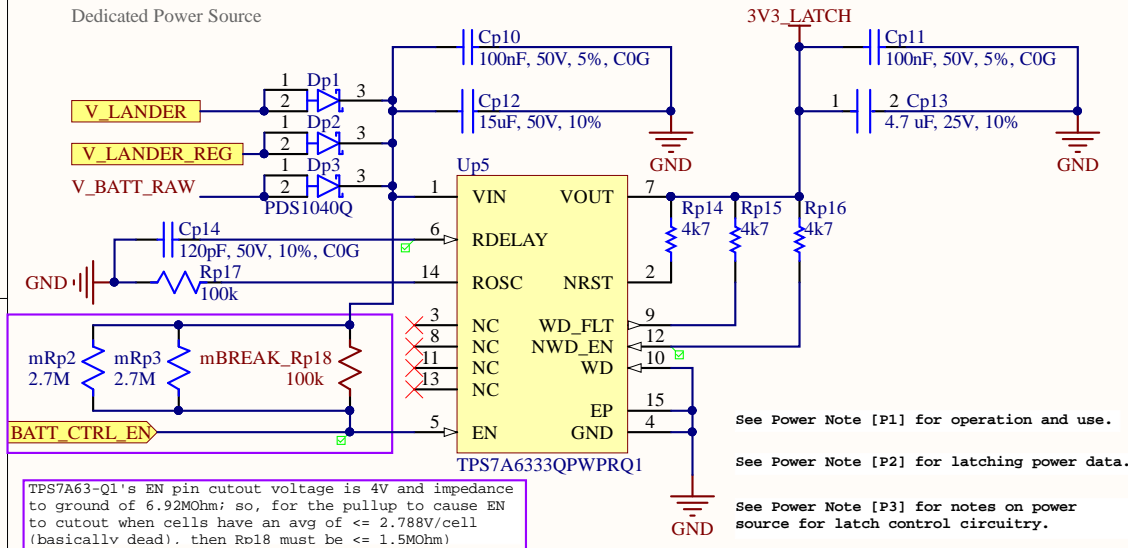 Dedicated Power Source
3V3_LATCH
Cp10
100nF, 50V, 5%, C0G
Cp11
100nF, 50V, 5%, C0G
1 Dp1
2 3
V_LANDER
Cp12
15uF, 50V, 10%
1 2 Cp13
4.7 uF, 25V, 10%
1 Dp2
2 3
V_LANDER_REG
GND
GND
1 Dp3
2 3
V_BATT_RAW
PDS1040Q
Up5
1 VIN VOUT 7
Rp14 Rp15 Rp16
4k7 4k7 4k7
Cp14
120pF, 50V, 10%, C0G
6 RDELAY
GND
Rp17
100k
14 ROSC NRST 2
3 NC WD_FLT 9
8 NC NWD_EN 12
11 NC WD 10
13 NC
EP 15
5 EN GND 4
TPS7A6333QPWPRQ1
mRp2 mRp3 mBREAK_Rp18
2.7M 2.7M 100k
BATT_CTRL_EN
GND
See Power Note [P1] for operation and use.
See Power Note [P2] for latching power data.
See Power Note [P3] for notes on power
source for latch control circuitry.
TPS7A63-Q1's EN pin cutout voltage is 4V and impedance
to ground of 6.92MOhm; so, for the pullup to cause EN
to cutout when cells have an avg of <= 2.788V/cell
(basically dead), then Rp18 must be <= 1.5MOhm)